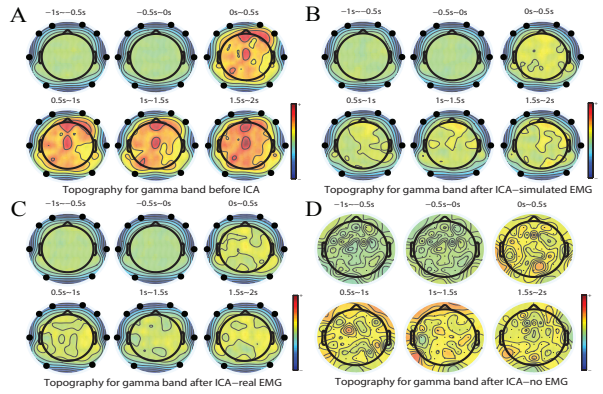 A
−1s~−0.5s
−0.5s~0
0s~0.5s
0.5s~1s
1s~1.5s
1.5s~2s
+
−
Topography for gamma band before ICA
B
−1s~−0.5s
−0.5s~0s
0s~0.5s
0.5s~1s
1s~1.5s
1.5s~2s
+
−
Topography for gamma band after ICA−simulated EMG
C
−1s~−0.5s
−0.5s~0s
0s~0.5s
0.5s~1s
1s~1.5s
1.5s~2s
+
−
Topography for gamma band after ICA−real EMG
D
−1s~−0.5s
−0.5s~0s
0s~0.5s
0.5s~1s
1s~1.5s
1.5s~2s
+
−
Topography for gamma band after ICA−no EMG